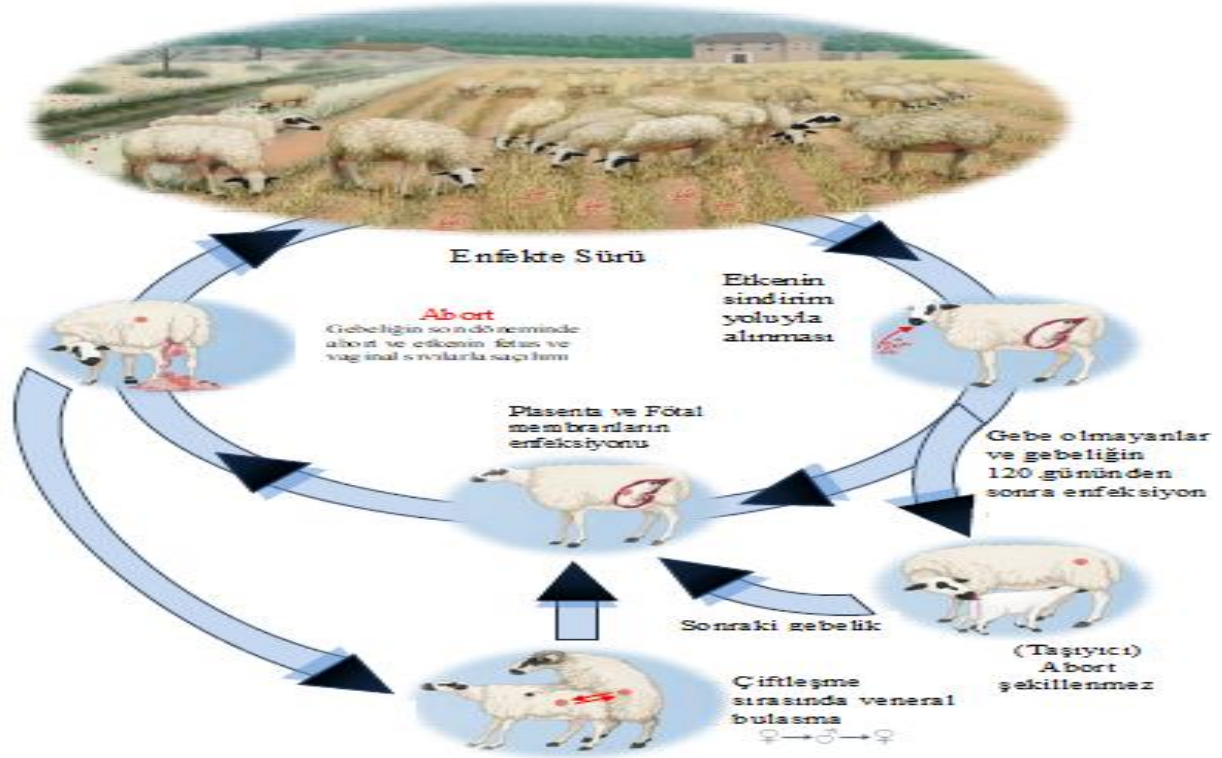 Enfekte Sürü
Etkenin
sindirim
yoluyla
alınması
Abort
Gebeliğin son döneminde
abort ve etkenin fetus ve
vaginal sıvılarla saçılımı
Plasenta ve Fötal
membranların
enfeksiyonu
Gebe olmayanlar
ve gebeliğin
120.gününden
sonra enfeksiyon
.
Sonraki gebelik
(Taşıyıcı)
Abort
şekillenmez
Çiftleşme
sırasında veneral
bulasma
♀→♂→♀